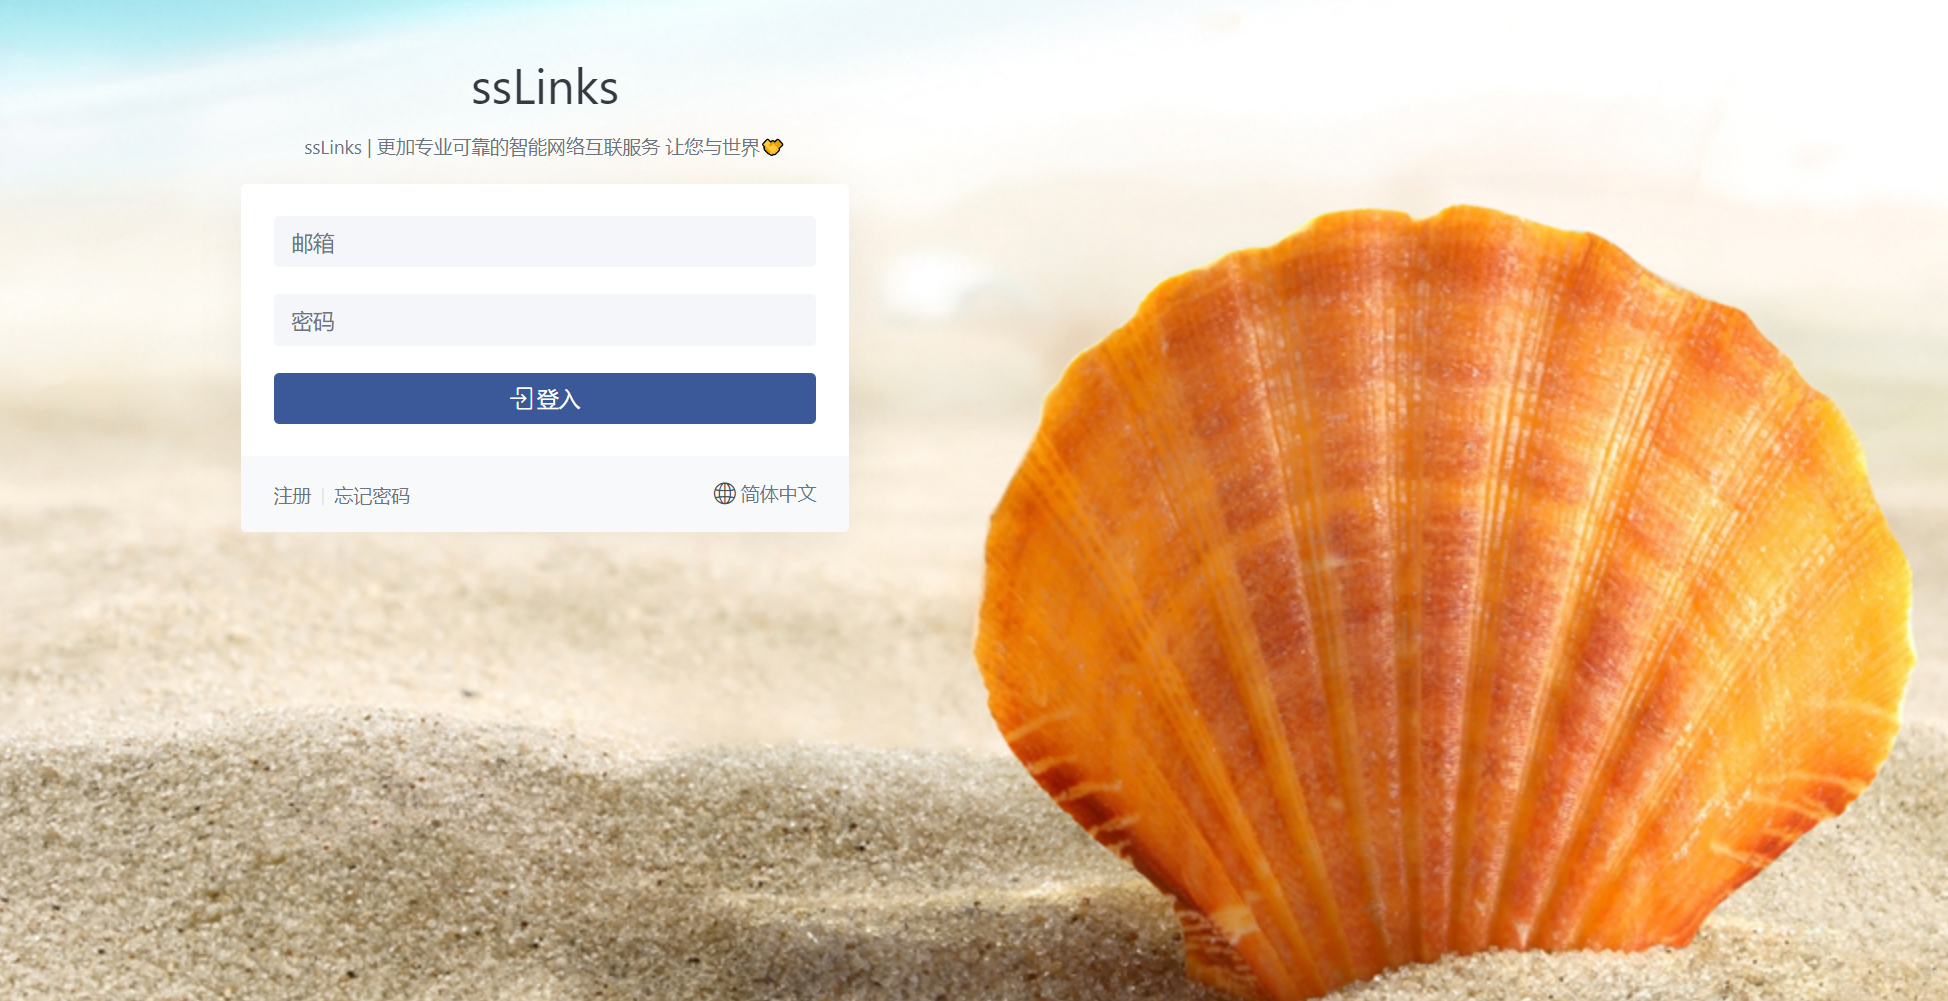 ssLinks
ssLinks | 更加专业可靠的智能网络互联服务 让您与世界💛
邮箱
密码
登入
注册 | 忘记密码
简体中文